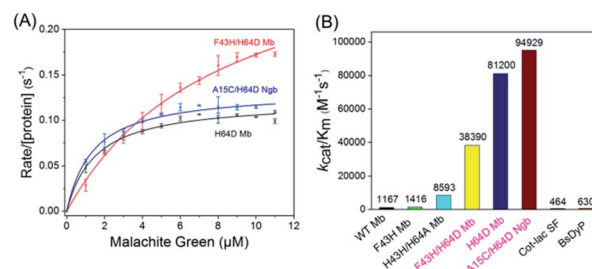 (A)
0.20
0.15
0.10
0.05
0.00
Rate/[protein] (s⁻¹)
F43H/H64D Mb
A15C/H64D Ngb
H64D Mb
0 2 4 6 8 10 12
Malachite Green (µM)
(B)
100000
80000
60000
40000
20000
0
kcat/Km (M⁻¹s⁻¹)
1167
1416
8593
38390
81200
94929
464
630
WT Mb
F43H Mb
H43H/H64A Mb
F43H/H64D Mb
H64D Mb
A15C/H64D Ngb
Cot-lac SF
BsDyP